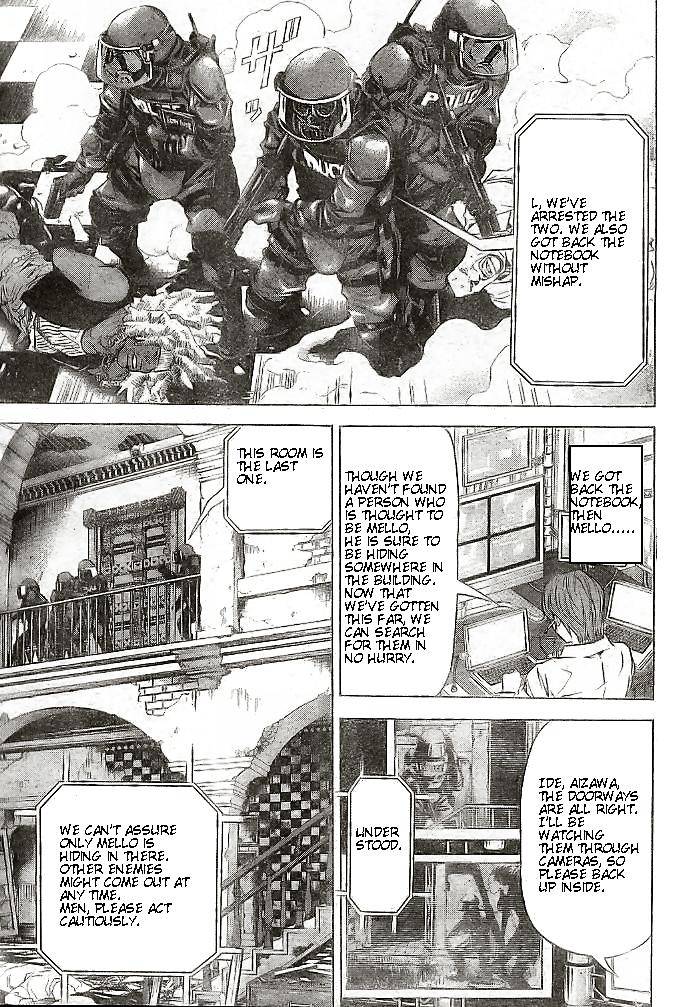 ザッ
POLICE
POLICE
L, WE'VE
ARRESTED THE
TWO. WE ALSO
GOT BACK THE
NOTEBOOK
WITHOUT
MISHAP.
WE GOT
BACK THE
NOTEBOOK,
THEN
MELLO.....
THOUGH WE
HAVEN'T FOUND
A PERSON WHO
IS THOUGHT TO
BE MELLO,
HE IS SURE TO
BE HIDING
SOMEWHERE IN
THE BUILDING.
NOW THAT
WE'VE GOTTEN
THIS FAR, WE
CAN SEARCH
FOR THEM IN
NO HURRY.
THIS ROOM IS
THE LAST
ONE.
IDE, AIZAWA,
THE DOORWAYS
ARE ALL RIGHT.
I'LL BE
WATCHING
THEM THROUGH
CAMERAS, SO
PLEASE BACK
UP INSIDE.
UNDER
STOOD.
WE CAN'T ASSURE
ONLY MELLO IS
HIDING IN THERE.
OTHER ENEMIES
MIGHT COME OUT AT
ANY TIME.
MEN, PLEASE ACT
CAUTIOUSLY.